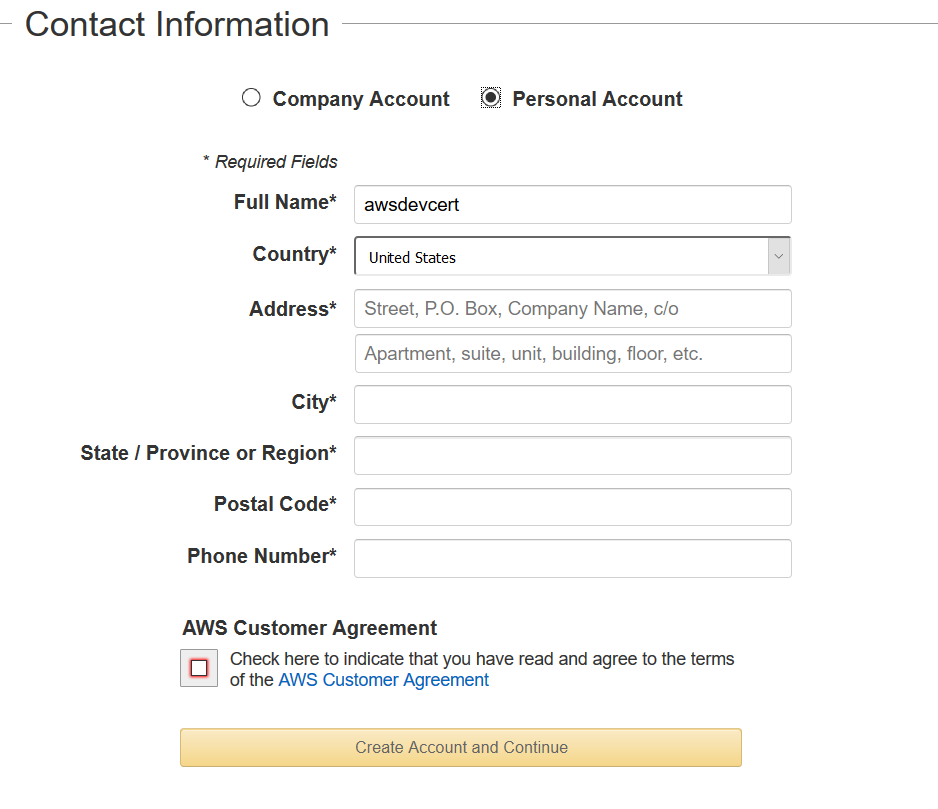 Contact Information
Company Account Personal Account
* Required Fields
Full Name* awsdevcert
Country* United States
Address* Street, P.O. Box, Company Name, c/o
Apartment, suite, unit, building, floor, etc.
City*
State / Province or Region*
Postal Code*
Phone Number*
AWS Customer Agreement
Check here to indicate that you have read and agree to the terms
of the AWS Customer Agreement
Create Account and Continue